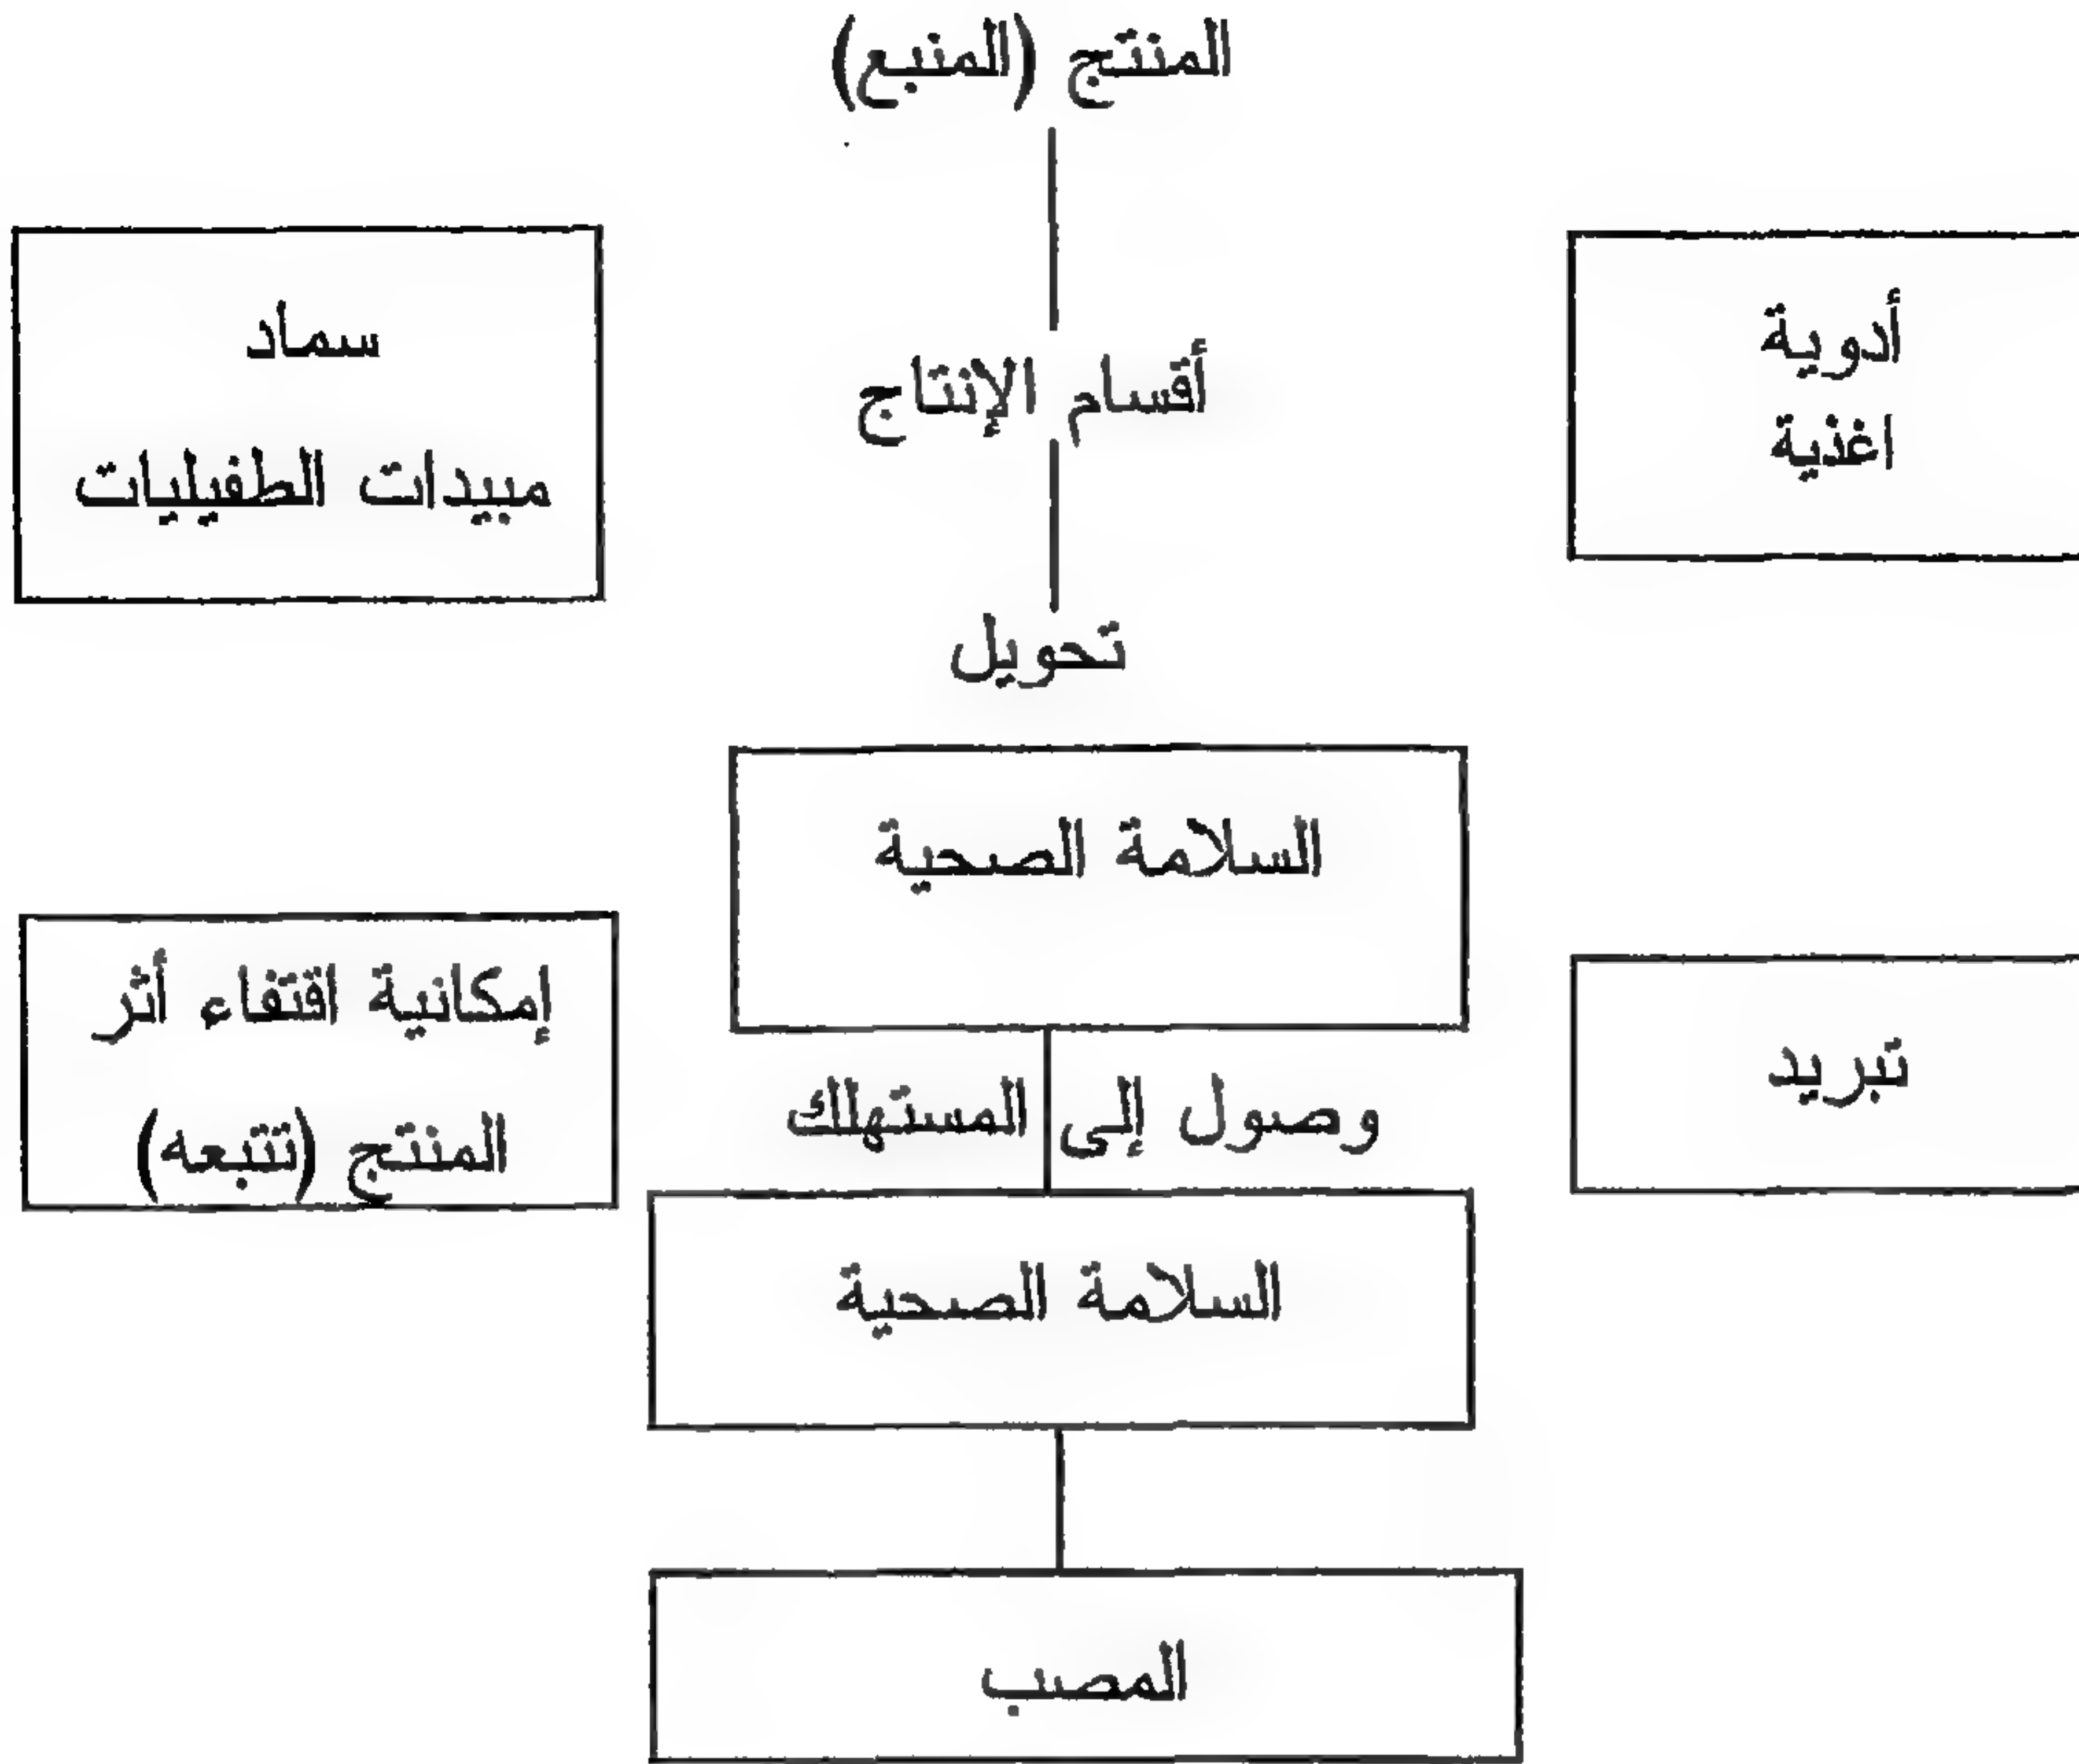 المنتج (المنبع)
أدوية
اغذية
سماد
مبيدات الطفيليات
أقسام الإنتاج
تحويل
السلامة الصحية
إمكانية اقتفاء أثر
المنتج (تتبعه)
تبريد
وصول إلى المستهلك
السلامة الصحية
المصب